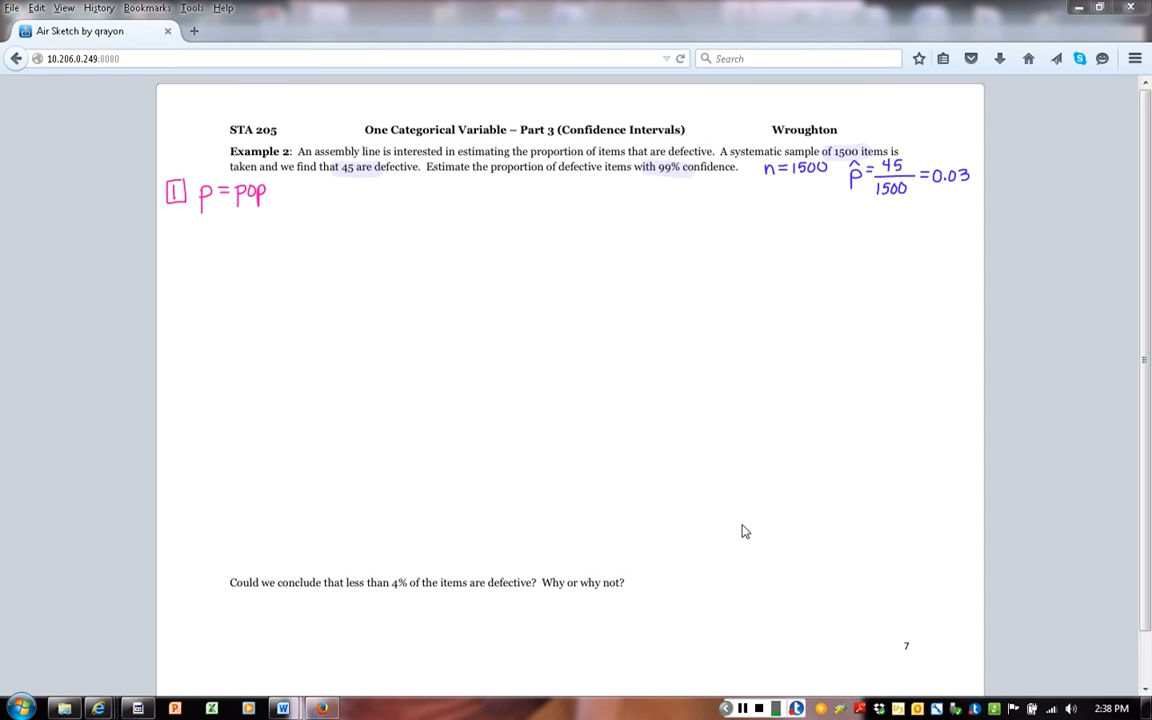 File Edit View History Bookmarks Tools Help
Air Sketch by qrayon
10.206.0.249:8080
Search
STA 205 One Categorical Variable – Part 3 (Confidence Intervals) Wroughton
Example 2: An assembly line is interested in estimating the proportion of items that are defective. A systematic sample of 1500 items is
taken and we find that 45 are defective. Estimate the proportion of defective items with 99% confidence.
n=1500 p̂ = 45/1500 = 0.03
1 p = pop
Could we conclude that less than 4% of the items are defective? Why or why not?
7
2:38 PM